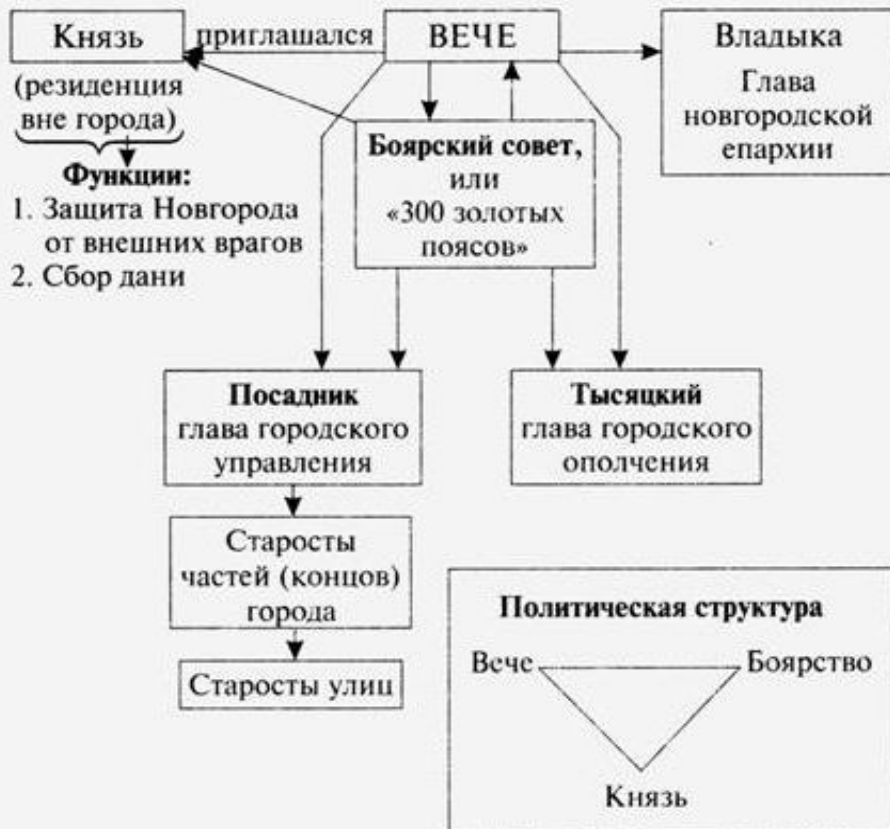 Князь
приглашался
ВЕЧЕ
Владыка
Глава
новгородской
епархии
(резиденция
вне города)
Функции:
1. Защита Новгорода
от внешних врагов
2. Сбор дани
Боярский совет,
или
«300 золотых
поясов»
Посадник
глава городского
управления
Тысяцкий
глава городского
ополчения
Старосты
частей (концов)
города
Старосты улиц
Политическая структура
Вече
Боярство
Князь